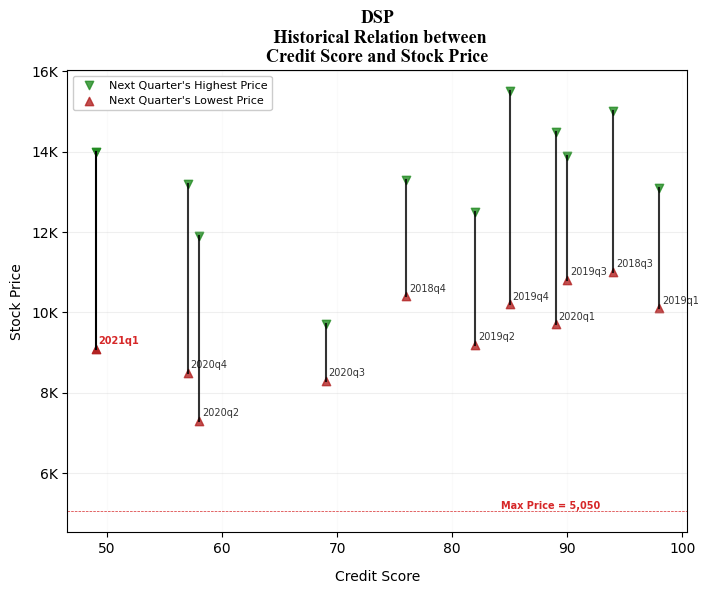 DSP
Historical Relation between
Credit Score and Stock Price
16K
Next Quarter's Highest Price
Next Quarter's Lowest Price
14K
12K
10K
8K
6K
Stock Price
2018q3
2019q3
2019q1
2018q4
2019q4
2020q1
2019q2
2021q1
2020q4
2020q3
2020q2
Max Price = 5,050
50 60 70 80 90 100
Credit Score